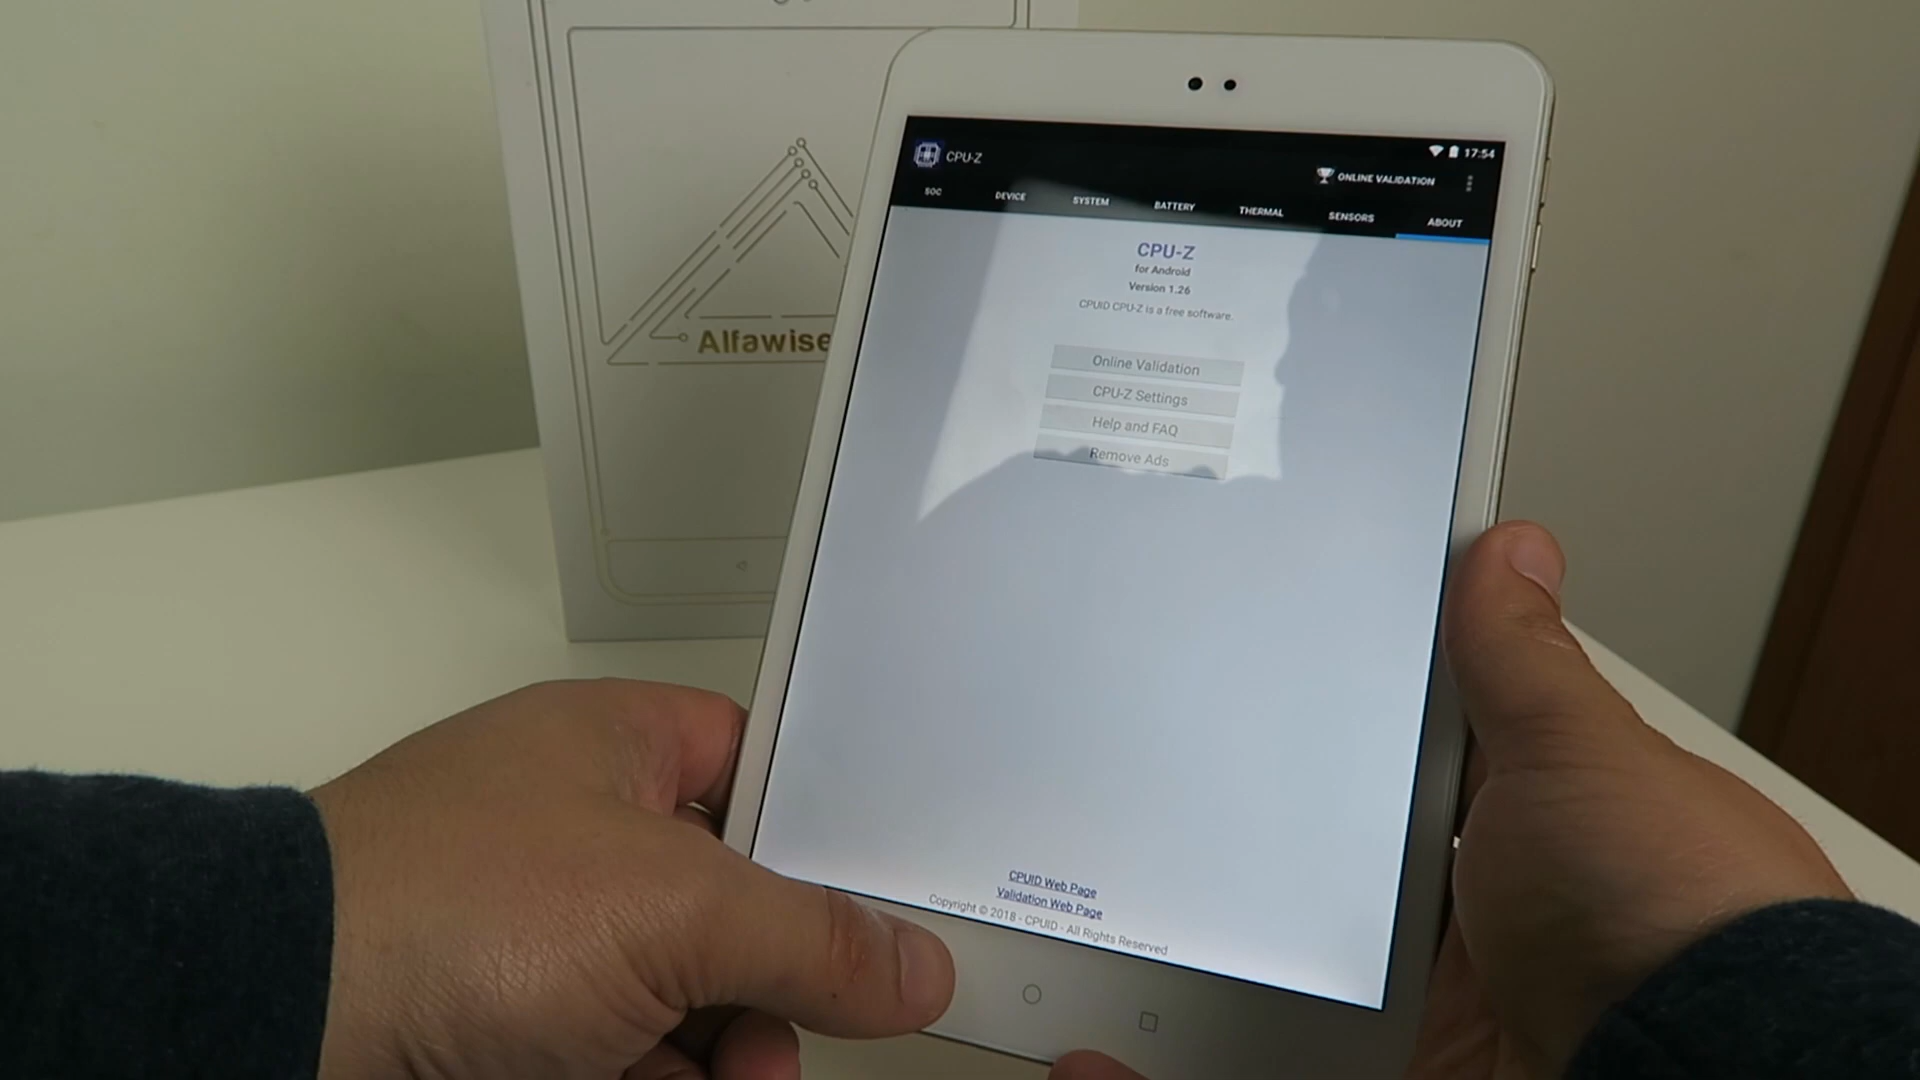 Alfawise
CPU-Z
17:54
ONLINE VALIDATION
SOC DEVICE SYSTEM BATTERY THERMAL SENSORS ABOUT
CPU-Z
for Android
Version 1.26
CPUID CPU-Z is a free software.
Online Validation
CPU-Z Settings
Help and FAQ
Remove Ads
CPUID Web Page
Validation Web Page
Copyright © 2018 - CPUID - All Rights Reserved